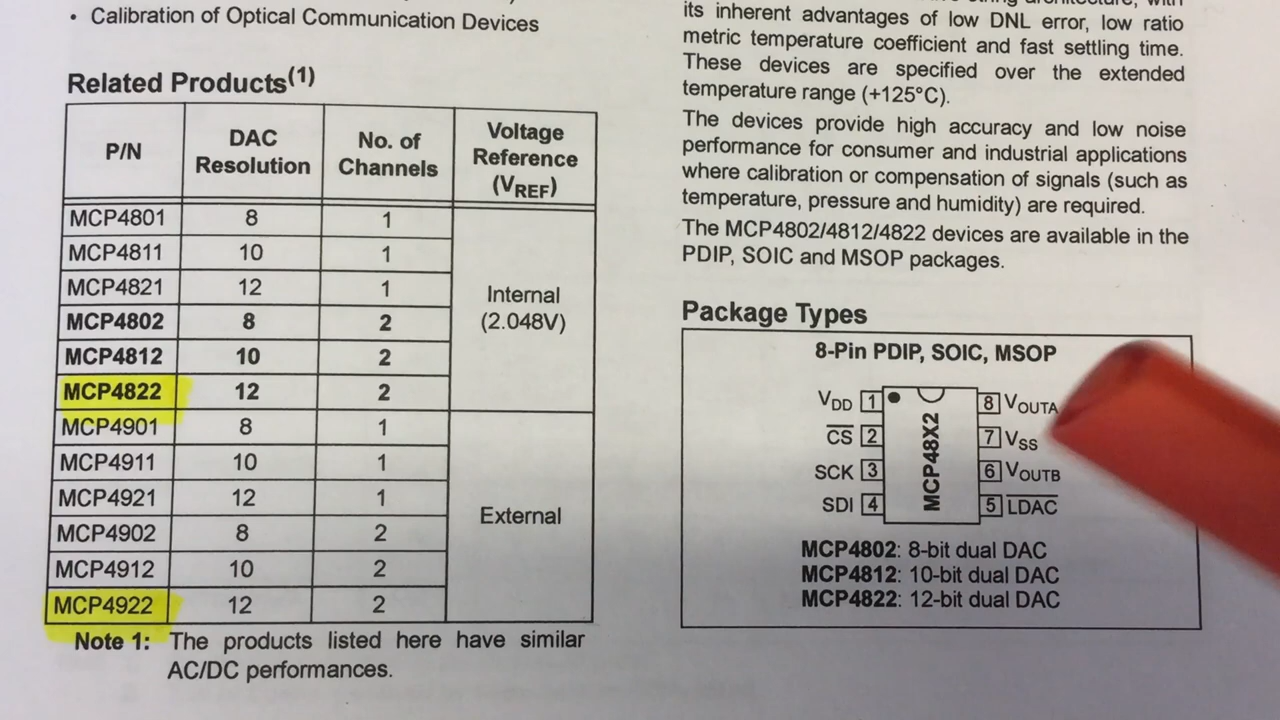 • Calibration of Optical Communication Devices
Related Products(1)
P/N DAC Resolution No. of Channels Voltage Reference (VREF)
MCP4801 8 1
MCP4811 10 1
MCP4821 12 1
Internal (2.048V)
MCP4802 8 2
MCP4812 10 2
MCP4822 12 2
MCP4901 8 1
MCP4911 10 1
MCP4921 12 1
External
MCP4902 8 2
MCP4912 10 2
MCP4922 12 2
Note 1: The products listed here have similar
AC/DC performances.
its inherent advantages of low DNL error, low ratio
metric temperature coefficient and fast settling time.
These devices are specified over the extended
temperature range (+125°C).
The devices provide high accuracy and low noise
performance for consumer and industrial applications
where calibration or compensation of signals (such as
temperature, pressure and humidity) are required.
The MCP4802/4812/4822 devices are available in the
PDIP, SOIC and MSOP packages.
Package Types
8-Pin PDIP, SOIC, MSOP
VDD 1 8 VOUTA
CS 2 7 VSS
SCK 3 6 VOUTB
SDI 4 5 LDAC
MCP48X2
MCP4802: 8-bit dual DAC
MCP4812: 10-bit dual DAC
MCP4822: 12-bit dual DAC